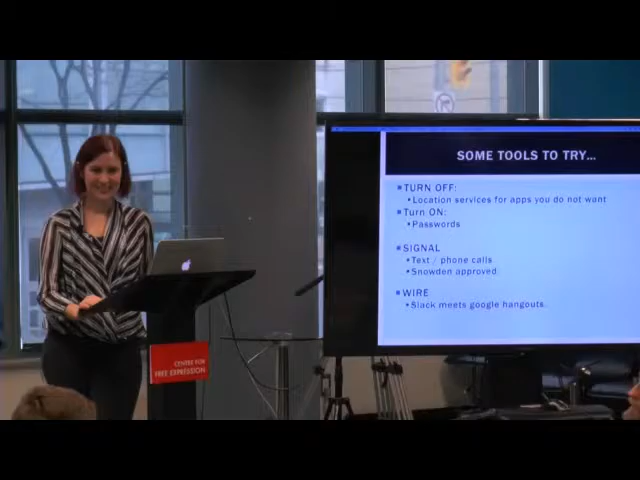 SOME TOOLS TO TRY...
TURN OFF:
Location services for apps you do not want
Turn ON:
Passwords
SIGNAL
Text / phone calls
Snowden approved.
WIRE
Slack meets google hangouts.
CENTRE FOR
FREE EXPRESSION